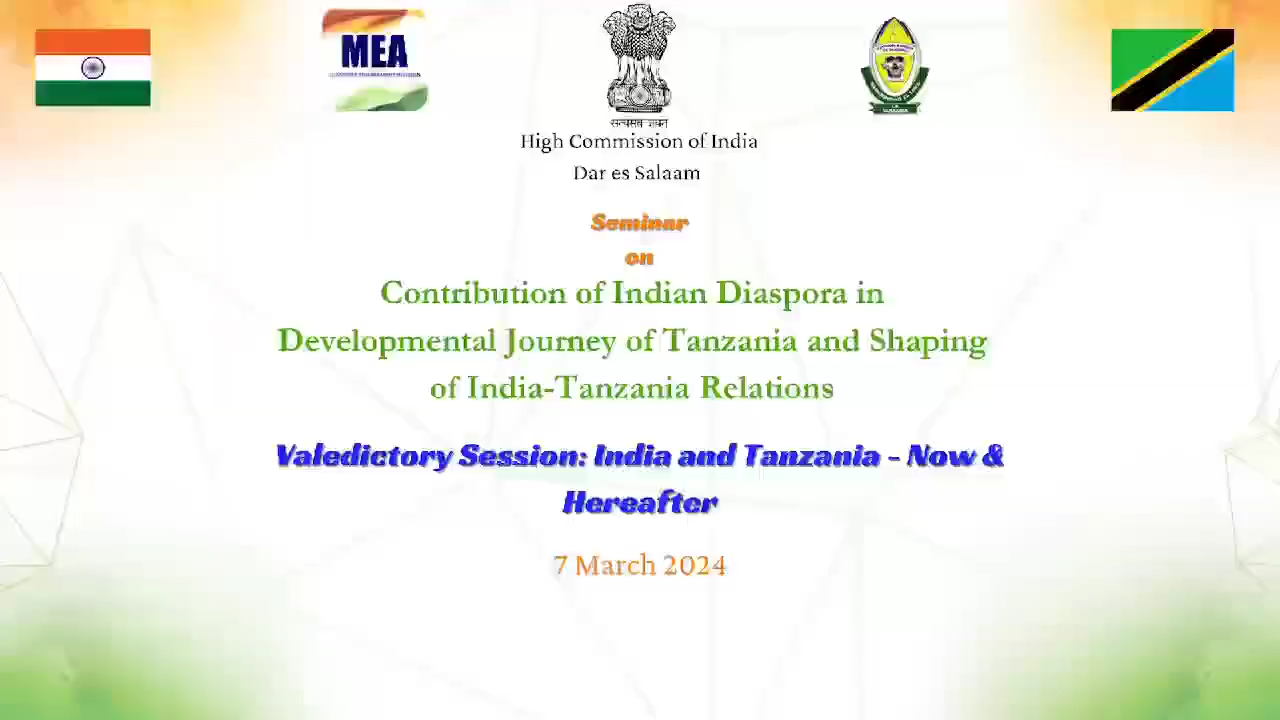 MEA
सत्यमेव जयते
High Commission of India
Dar es Salaam
Seminar
on
Contribution of Indian Diaspora in
Developmental Journey of Tanzania and Shaping
of India-Tanzania Relations
Valedictory Session: India and Tanzania - Now &
Hereafter
7 March 2024